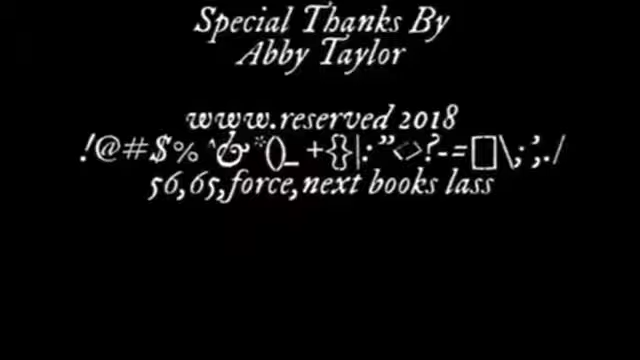 Special Thanks By
Abby Taylor
www.reserved 2018
!@#$%^&*()_+{}|:"<>?-=[]\;',./
56,65,force,next books lass